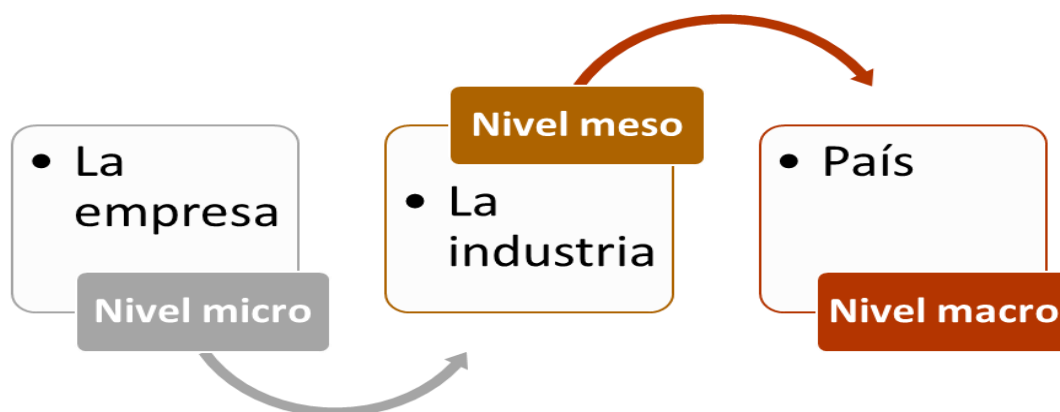 • La
empresa
Nivel micro
Nivel meso
• La
industria
• País
Nivel macro